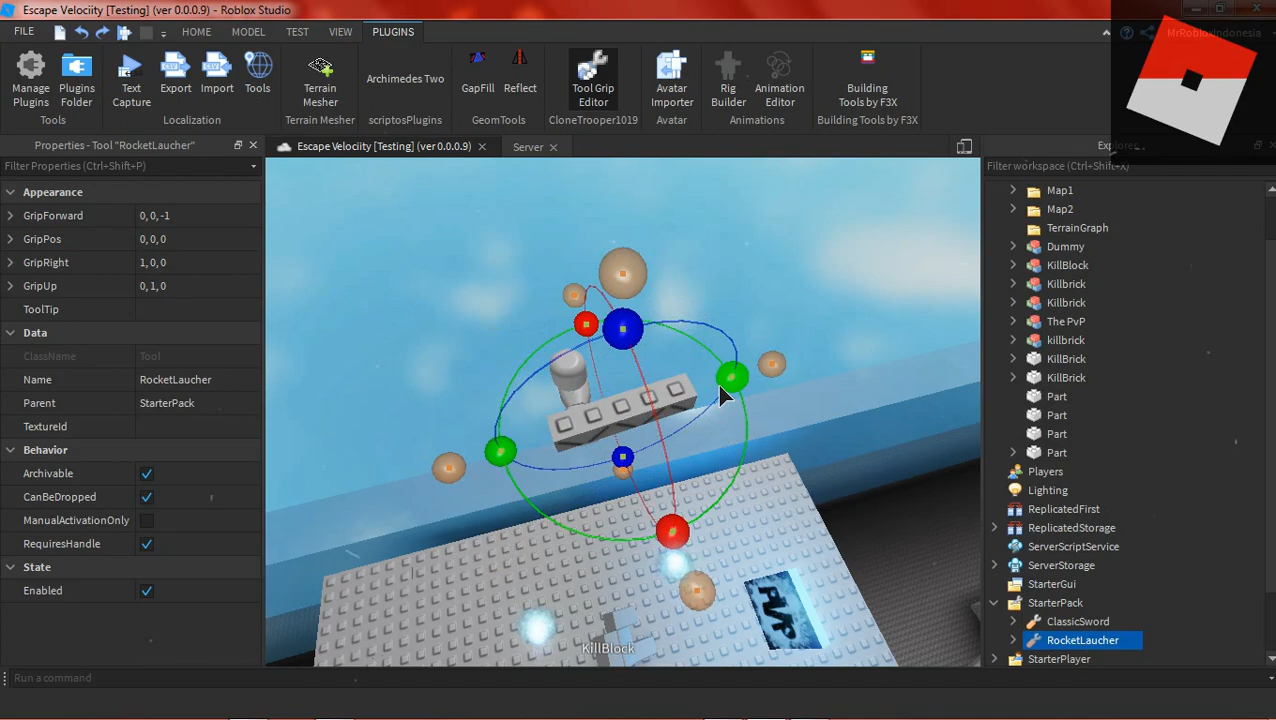 Escape Velociity [Testing] (ver 0.0.0.9) - Roblox Studio
FILE HOME MODEL TEST VIEW PLUGINS
MrRobloxIndonesia
Manage Plugins
Plugins Folder
Tools
Text Capture
Export
Import
Tools
Localization
Terrain Mesher
Terrain Mesher
Archimedes Two
scriptosPlugins
GapFill
Reflect
GeomTools
Tool Grip Editor
CloneTrooper1019
Avatar Importer
Avatar
Rig Builder
Animation Editor
Animations
Building Tools by F3X
Building Tools by F3X
Properties - Tool "RocketLaucher"
Filter Properties (Ctrl+Shift+P)
Appearance
GripForward 0, 0, -1
GripPos 0, 0, 0
GripRight 1, 0, 0
GripUp 0, 1, 0
ToolTip
Data
ClassName Tool
Name RocketLaucher
Parent StarterPack
TextureId
Behavior
Archivable
CanBeDropped
ManualActivationOnly
RequiresHandle
State
Enabled
Escape Velociity [Testing] (ver 0.0.0.9)
Server
PVP
KillBlock
Explorer
Filter workspace (Ctrl+Shift+X)
Map1
Map2
TerrainGraph
Dummy
KillBlock
Killbrick
Killbrick
The PvP
killbrick
KillBrick
KillBrick
Part
Part
Part
Part
Players
Lighting
ReplicatedFirst
ReplicatedStorage
ServerScriptService
ServerStorage
StarterGui
StarterPack
ClassicSword
RocketLaucher
StarterPlayer
Run a command